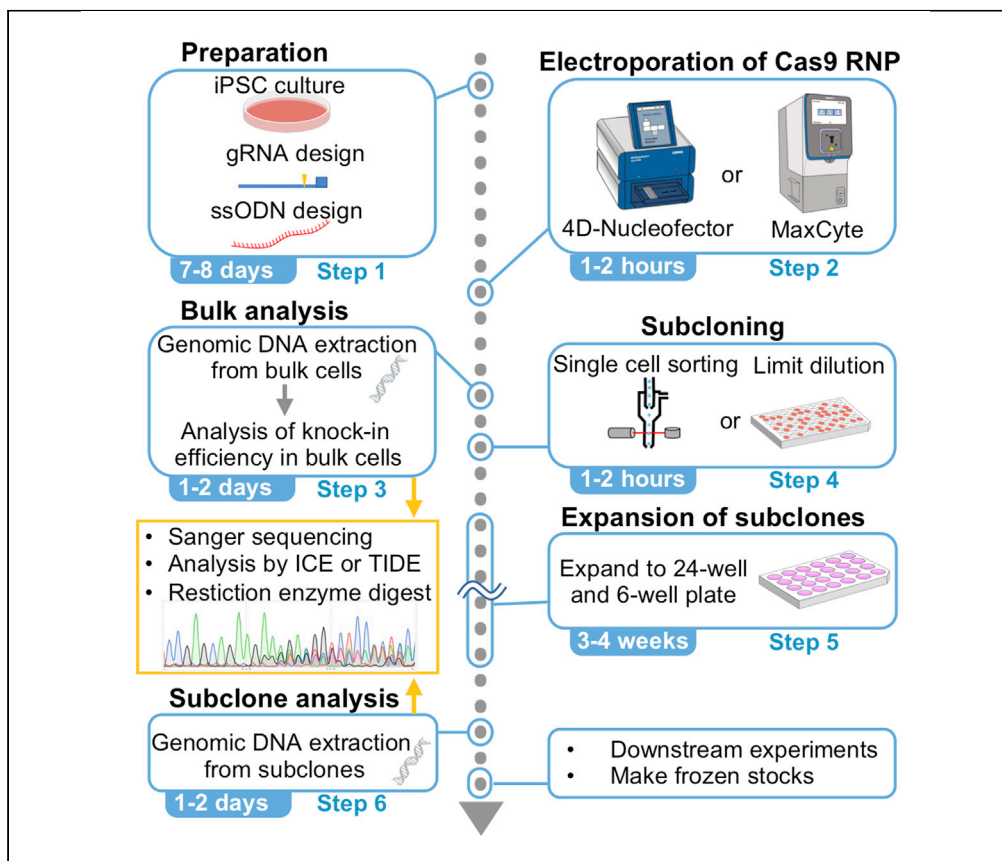 Preparation
iPSC culture
gRNA design
ssODN design
7-8 days
Step 1
Electroporation of Cas9 RNP
or
4D-Nucleofector
MaxCyte
1-2 hours
Step 2
Bulk analysis
Genomic DNA extraction
from bulk cells
Analysis of knock-in
efficiency in bulk cells
1-2 days
Step 3
• Sanger sequencing
• Analysis by ICE or TIDE
• Restiction enzyme digest
Subcloning
Single cell sorting
Limit dilution
or
1-2 hours
Step 4
Expansion of subclones
Expand to 24-well
and 6-well plate
3-4 weeks
Step 5
Subclone analysis
Genomic DNA extraction
from subclones
1-2 days
Step 6
• Downstream experiments
• Make frozen stocks